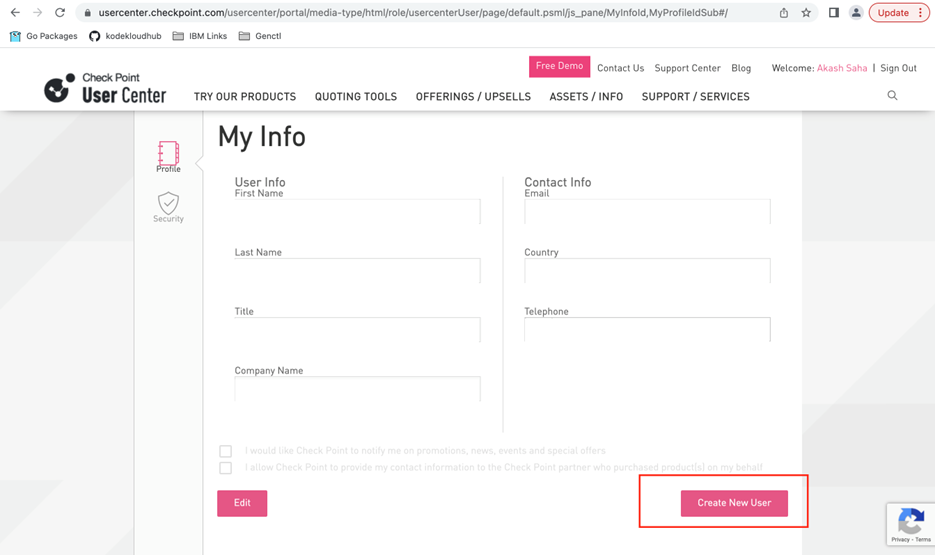 usercenter.checkpoint.com/usercenter/portal/media-type/html/role/usercenterUser/page/default.psml/js_pane/MyInfoId,MyProfileIdSub#/
Update
Go Packages
kodekloudhub
IBM Links
Genctl
Free Demo
Contact Us
Support Center
Blog
Welcome: Akash Saha | Sign Out
Check Point
User Center
TRY OUR PRODUCTS
QUOTING TOOLS
OFFERINGS / UPSELLS
ASSETS / INFO
SUPPORT / SERVICES
Profile
Security
My Info
User Info
First Name
Last Name
Title
Company Name
Contact Info
Email
Country
Telephone
I would like Check Point to notify me on promotions, news, events and special offers
I allow Check Point to provide my contact information to the Check Point partner who purchased product(s) on my behalf
Edit
Create New User
Privacy - Terms